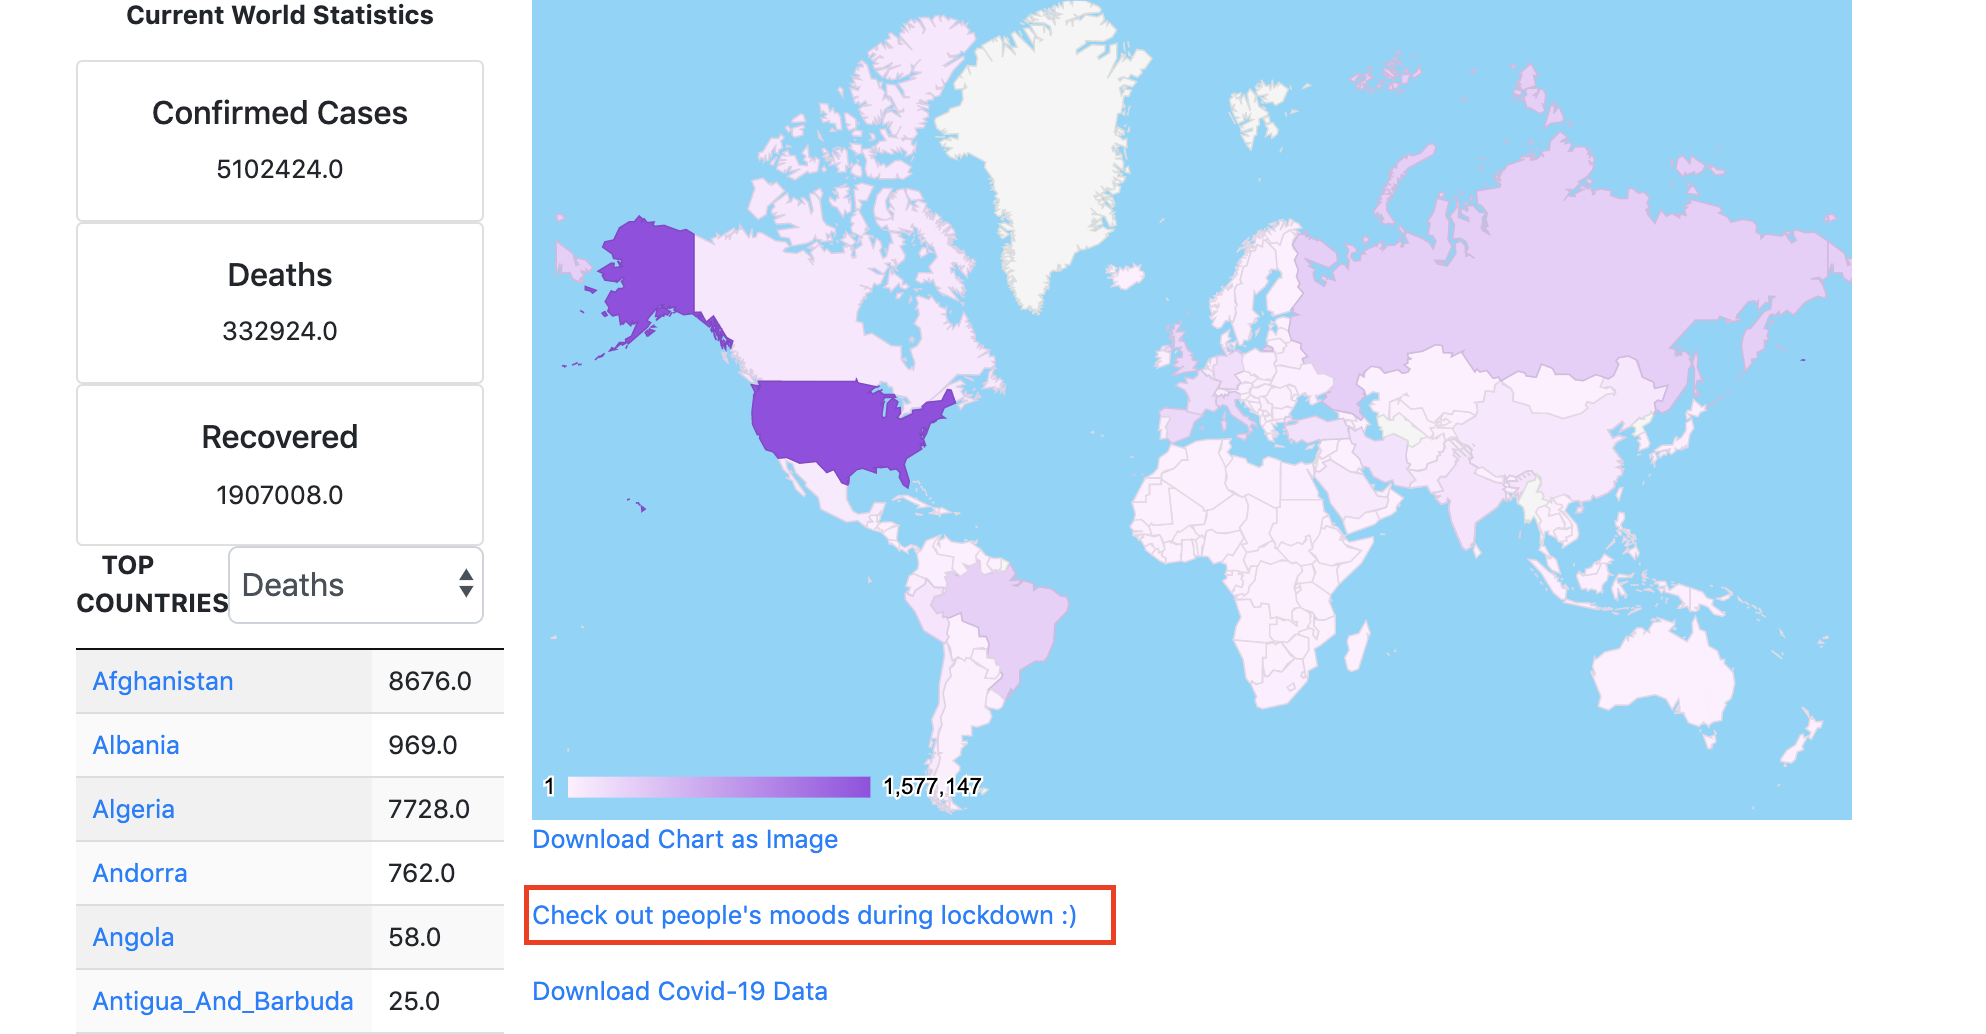 Current World Statistics
Confirmed Cases
5102424.0
Deaths
332924.0
Recovered
1907008.0
TOP
COUNTRIES
Deaths
Afghanistan 8676.0
Albania 969.0
Algeria 7728.0
Andorra 762.0
Angola 58.0
Antigua_And_Barbuda 25.0
1 1,577,147
Download Chart as Image
Check out people's moods during lockdown :)
Download Covid-19 Data